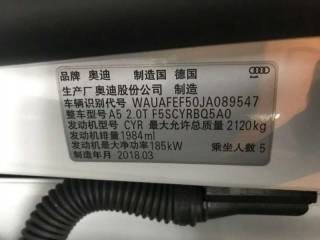 品牌 奥迪 制造国 德国
生产厂 奥迪股份公司 制造
车辆识别代号 WAUAFEF50JA089547
整车型号 A5 2.0T F5SCYRBQ5A0
发动机型号 CYR 最大允许总质量 2120kg
发动机排量 1984ml
发动机最大净功率 185kW 乘坐人数 5
制造年月 2018.03